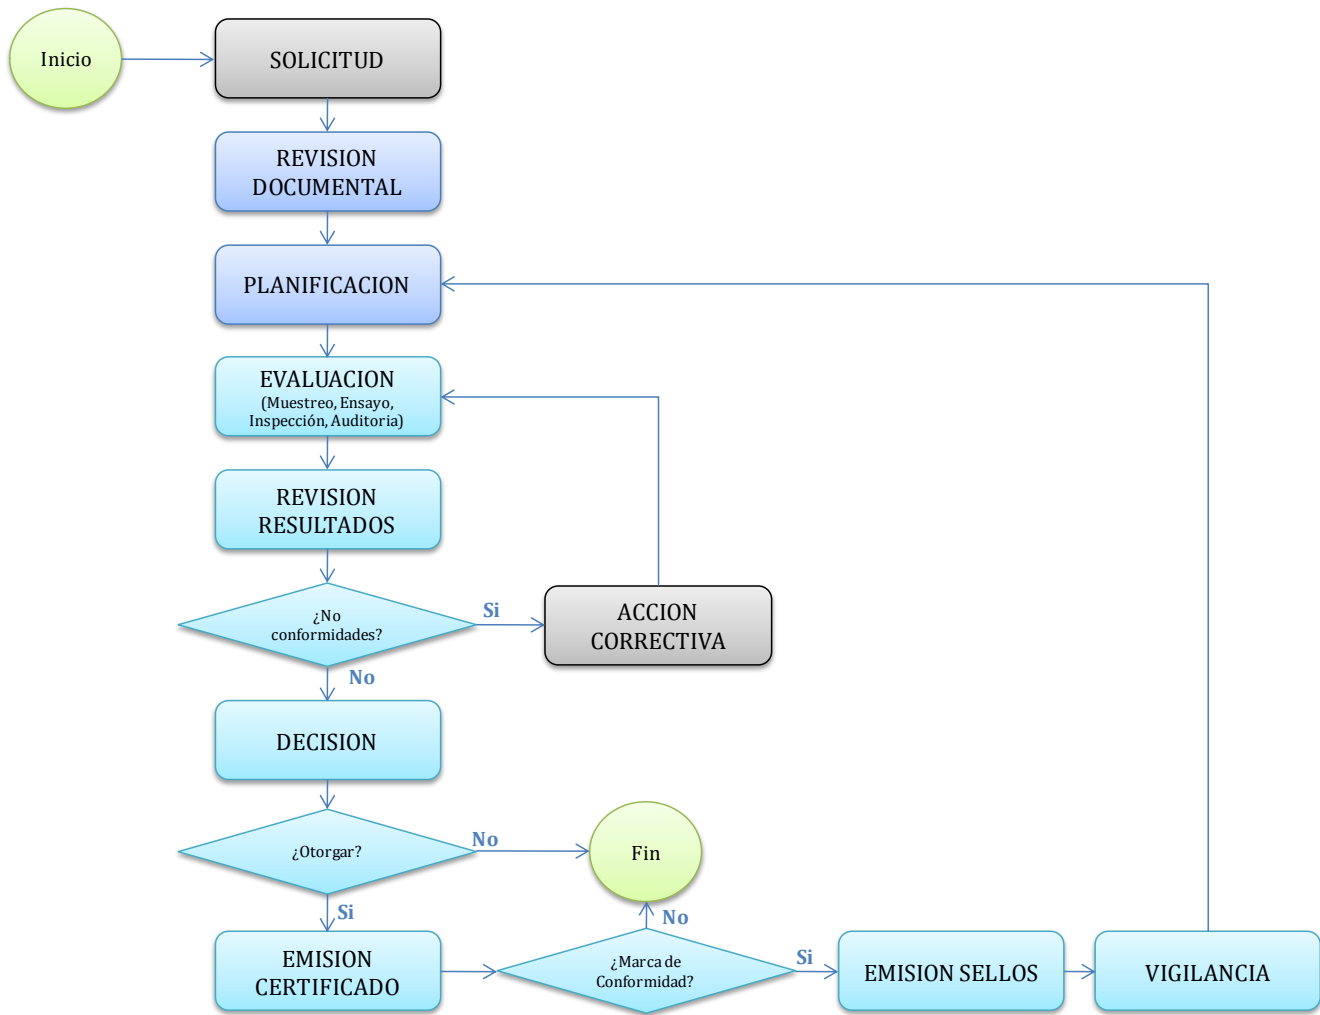 Inicio
SOLICITUD
REVISION
DOCUMENTAL
PLANIFICACION
EVALUACION
(Muestreo, Ensayo,
Inspección, Auditoria)
REVISION
RESULTADOS
¿No
conformidades?
Si
ACCION
CORRECTIVA
No
DECISION
¿Otorgar?
No
Fin
Si
EMISION
CERTIFICADO
¿Marca de
Conformidad?
No
Si
EMISION SELLOS
VIGILANCIA